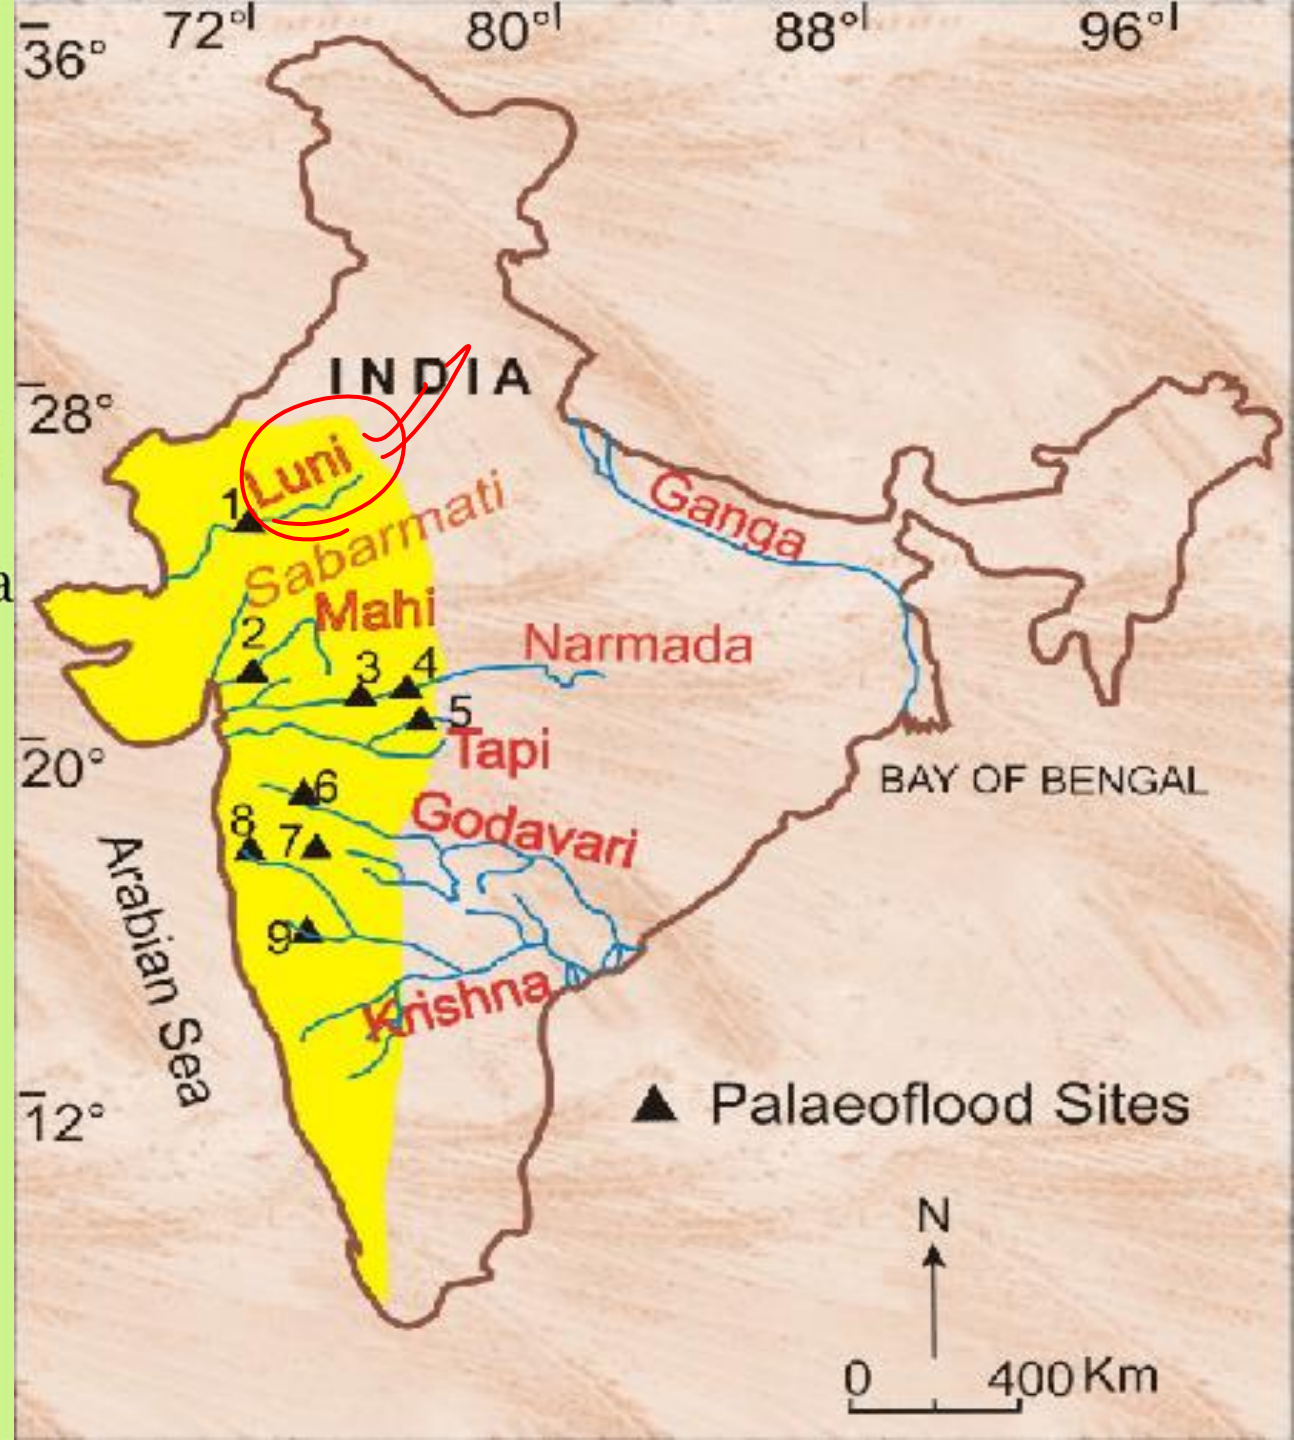 72° 80° 88° 96°
36°
INDIA
28°
Luni
1
Sabarmati
Ganga
a
Mahi
2
Narmada
3 4
5
Tapi
20°
BAY OF BENGAL
6
Godavari
8 7
Arabian Sea
9
Krishna
12°
Palaeoflood Sites
N
0 400 Km